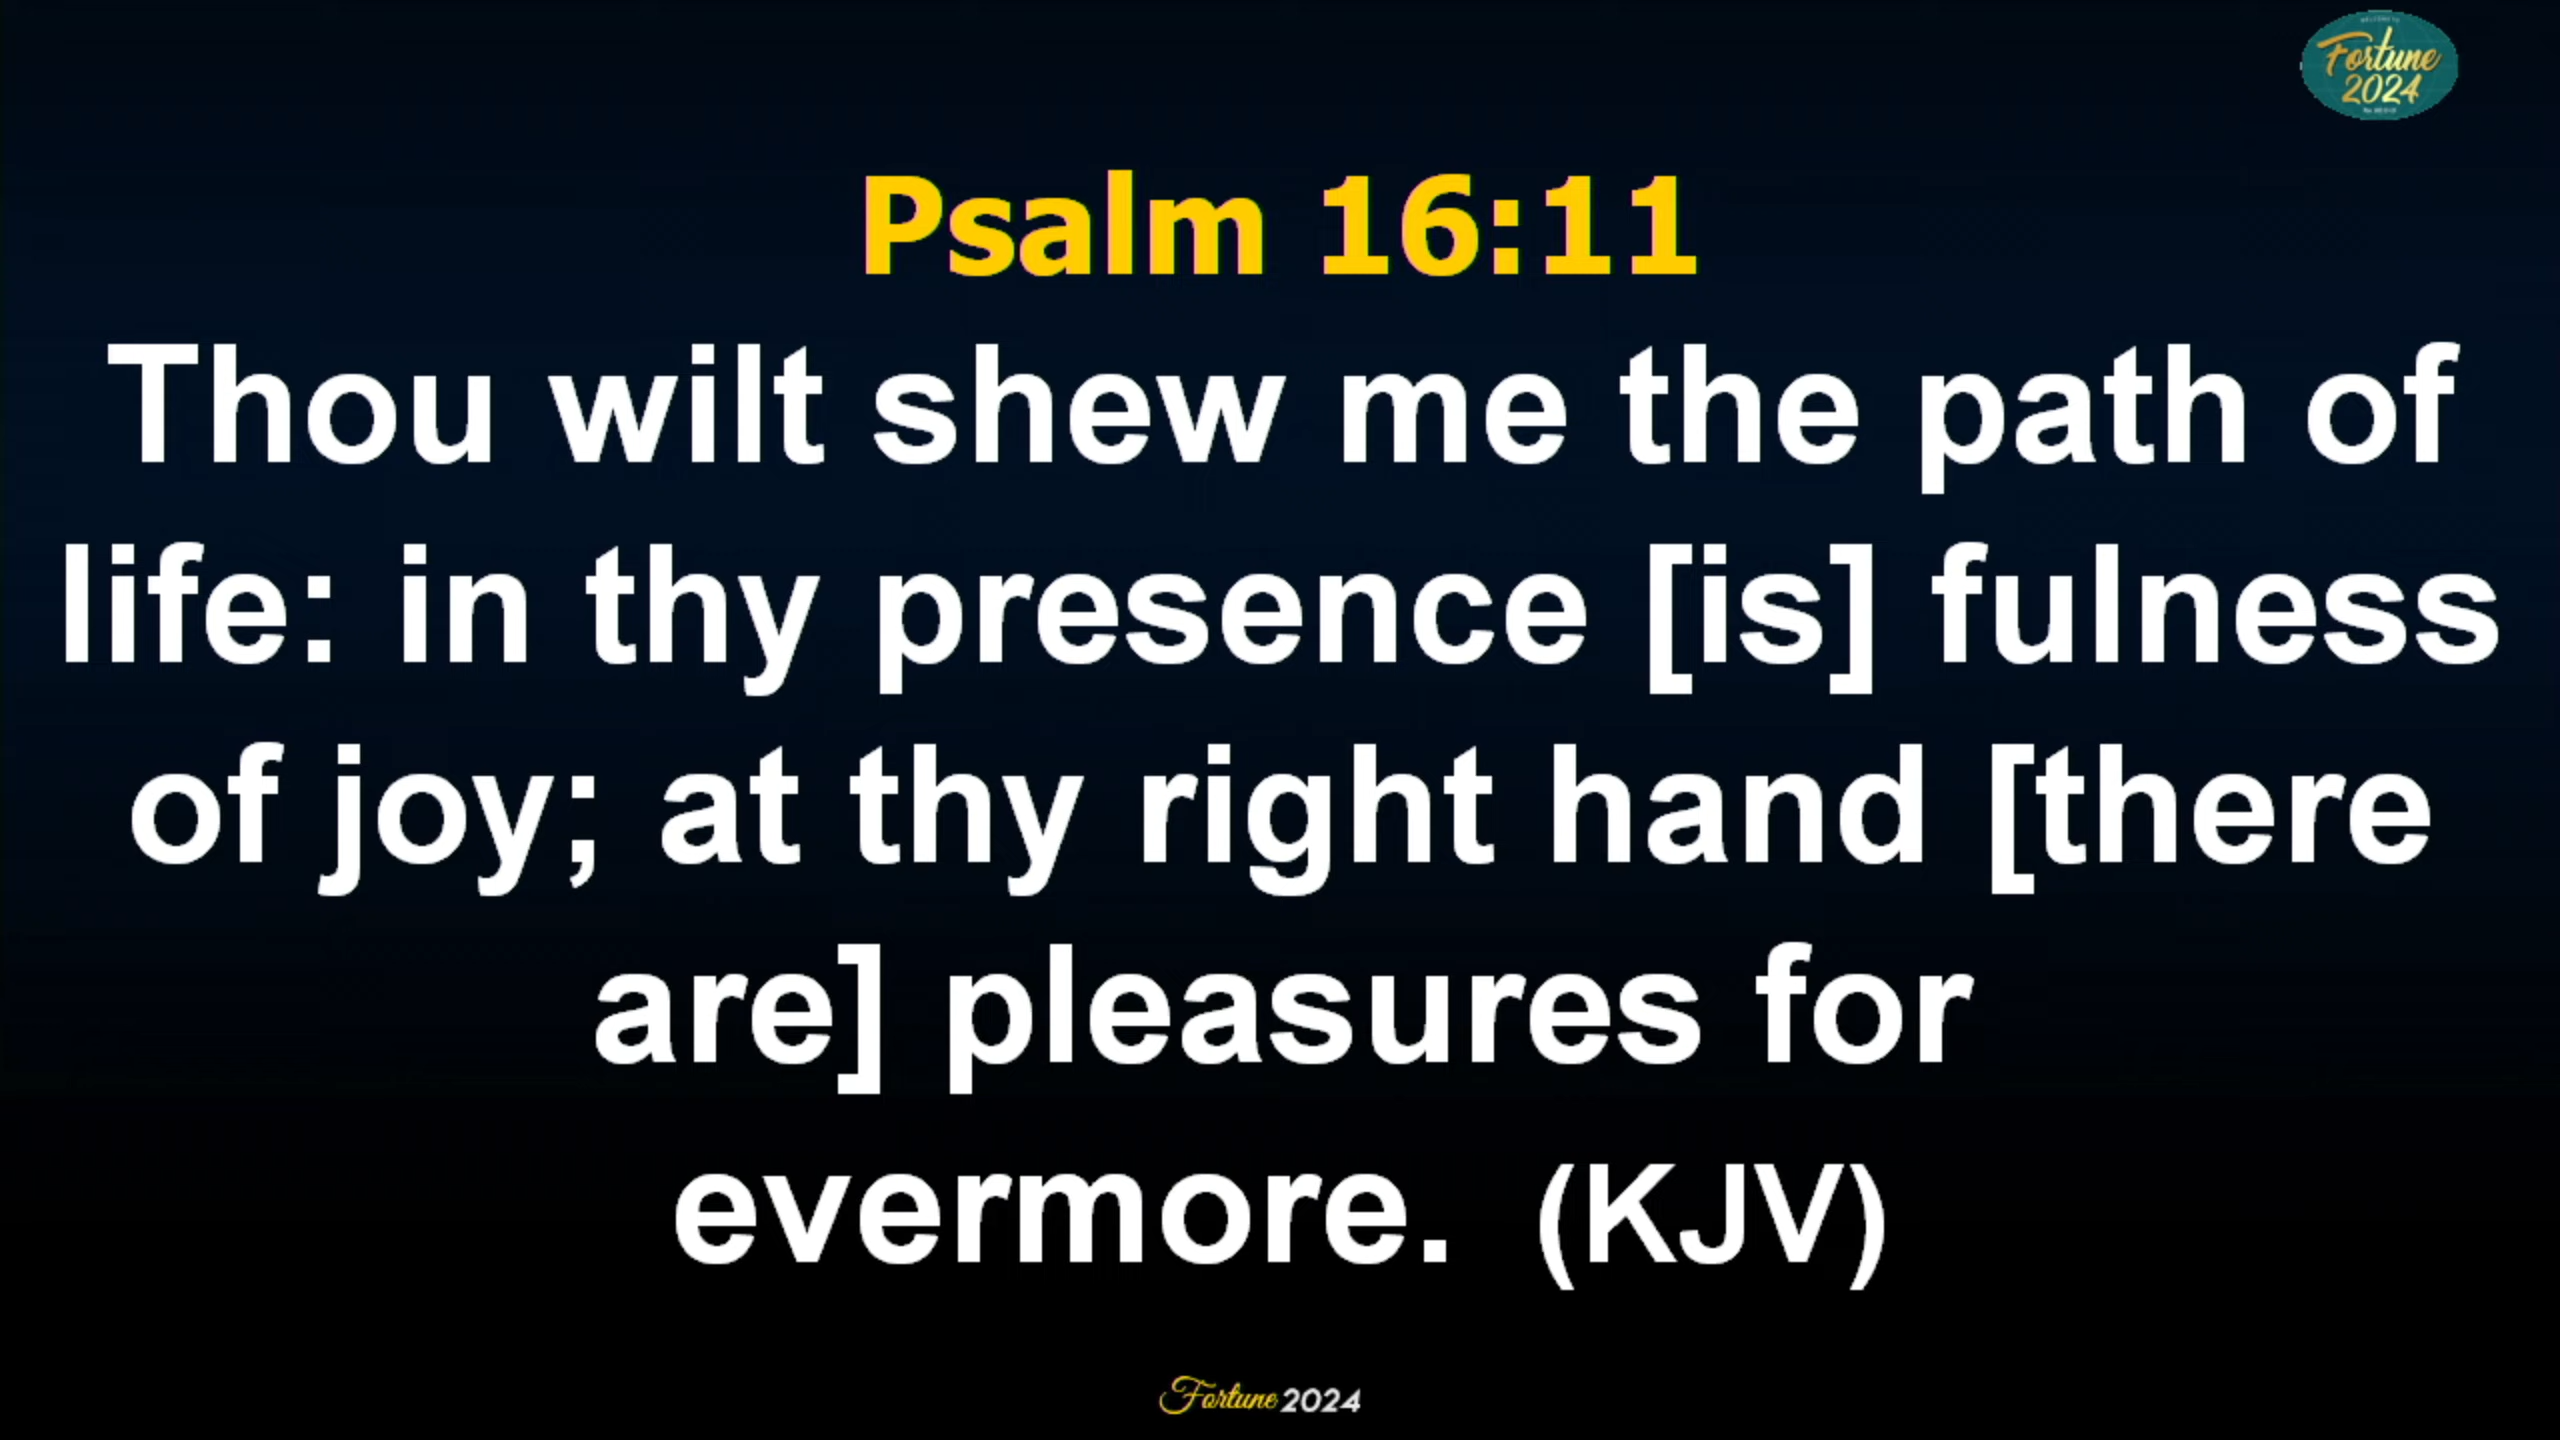 Fortune
2024
Psalm 16:11
Thou wilt shew me the path of
life: in thy presence [is] fulness
of joy; at thy right hand [there
are] pleasures for
evermore.  (KJV)
Fortune 2024